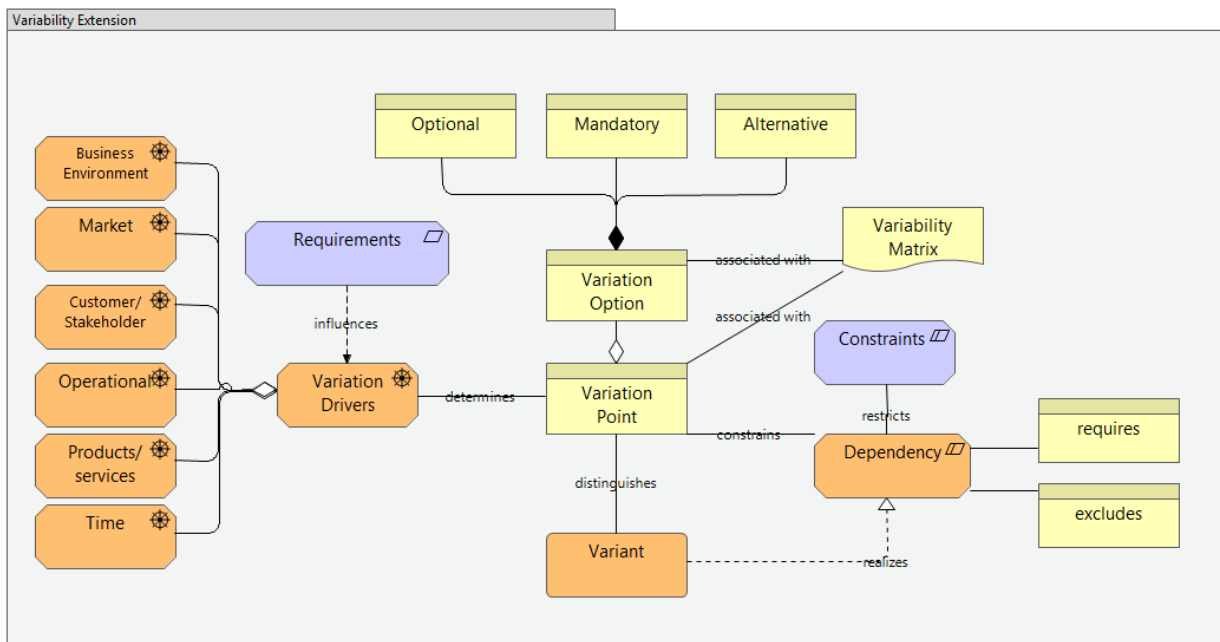 Variability Extension
Optional
Mandatory
Alternative
Business
Environment
Market
Requirements
Variability
Matrix
associated with
Variation
Option
Customer/
Stakeholder
influences
associated with
Constraints
Operational
Variation
Drivers
determines
Variation
Point
restricts
requires
constrains
Dependency
Products/
services
distinguishes
excludes
Time
Variant
realizes